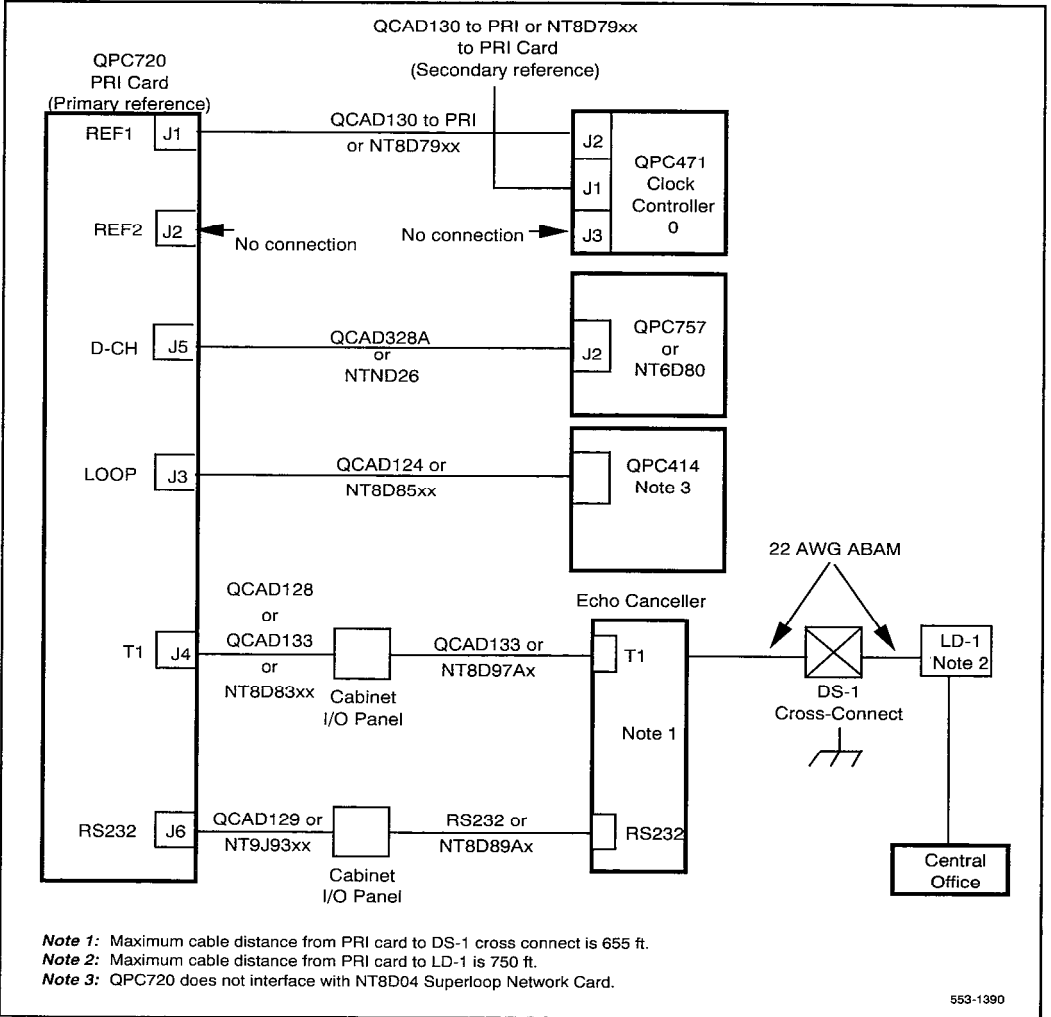 QCAD130 to PRI or NT8D79xx
to PRI Card
(Secondary reference)
QPC720
PRI Card
(Primary reference)
REF1
J1
QCAD130 to PRI
or NT8D79xx
J2
J1
J3
QPC471
Clock
Controller
0
REF2
J2
No connection
No connection
D-CH
J5
QCAD328A
or
NTND26
J2
QPC757
or
NT6D80
LOOP
J3
QCAD124 or
NT8D85xx
QPC414
Note 3
22 AWG ABAM
T1
J4
QCAD128
or
QCAD133
or
NT8D83xx
Cabinet
I/O Panel
QCAD133 or
NT8D97Ax
Echo Canceller
T1
Note 1
DS-1
Cross-Connect
LD-1
Note 2
RS232
J6
QCAD129 or
NT9J93xx
Cabinet
I/O Panel
RS232 or
NT8D89Ax
RS232
Central
Office
Note 1: Maximum cable distance from PRI card to DS-1 cross connect is 655 ft.
Note 2: Maximum cable distance from PRI card to LD-1 is 750 ft.
Note 3: QPC720 does not interface with NT8D04 Superloop Network Card.
553-1390